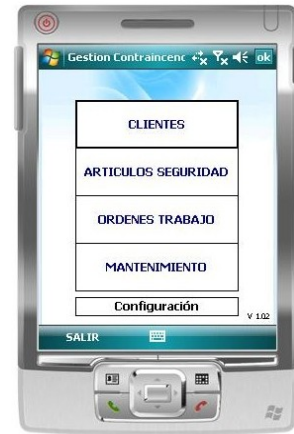 Gestion Contraincenc
ok
CLIENTES
ARTICULOS SEGURIDAD
ORDENES TRABAJO
MANTENIMIENTO
Configuración
V 1.02
SALIR